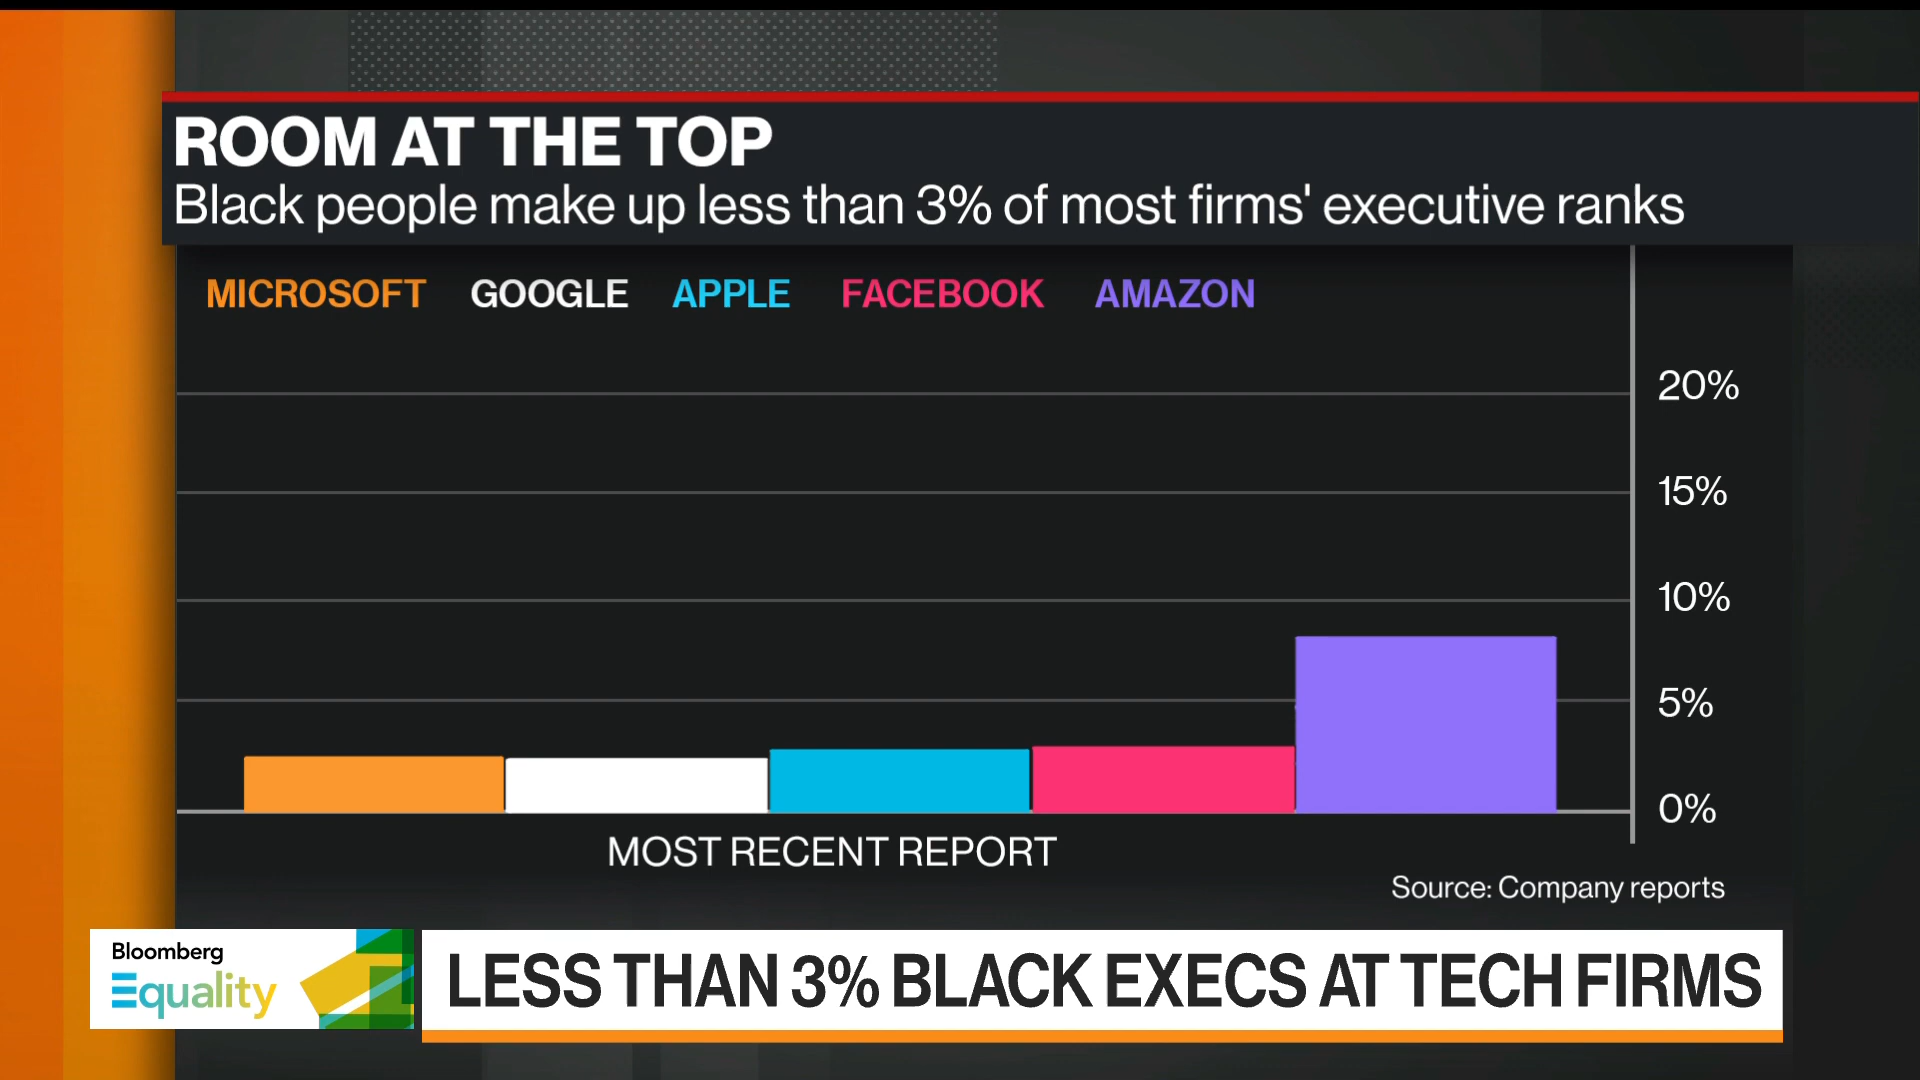 ROOM AT THE TOP
Black people make up less than 3% of most firms' executive ranks
MICROSOFT GOOGLE APPLE FACEBOOK AMAZON
20%
15%
10%
5%
0%
MOST RECENT REPORT
Source: Company reports
Bloomberg
Equality
LESS THAN 3% BLACK EXECS AT TECH FIRMS